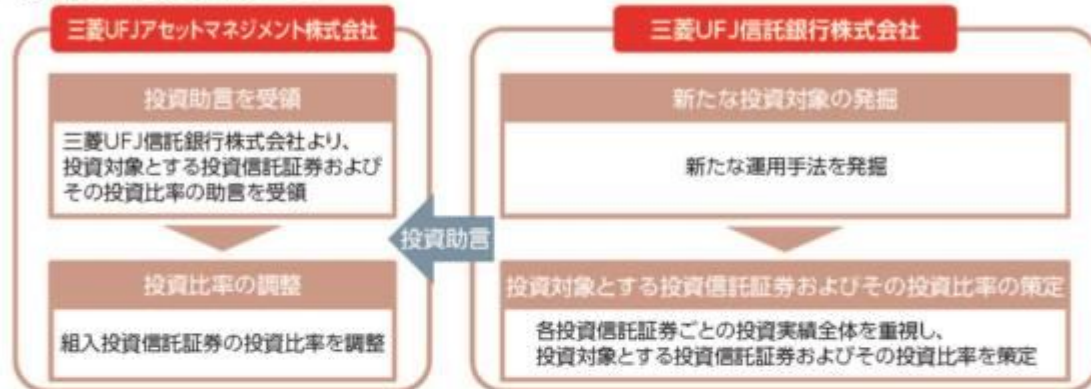 三菱UFJアセットマネジメント株式会社
投資助言を受領
三菱UFJ信託銀行株式会社より、
投資対象とする投資信託証券および
その投資比率の助言を受領
投資比率の調整
組入投資信託証券の投資比率を調整
投資助言
三菱UFJ信託銀行株式会社
新たな投資対象の発掘
新たな運用手法を発掘
投資対象とする投資信託証券およびその投資比率の策定
各投資信託証券ごとの投資実績全体を重視し、
投資対象とする投資信託証券およびその投資比率を策定